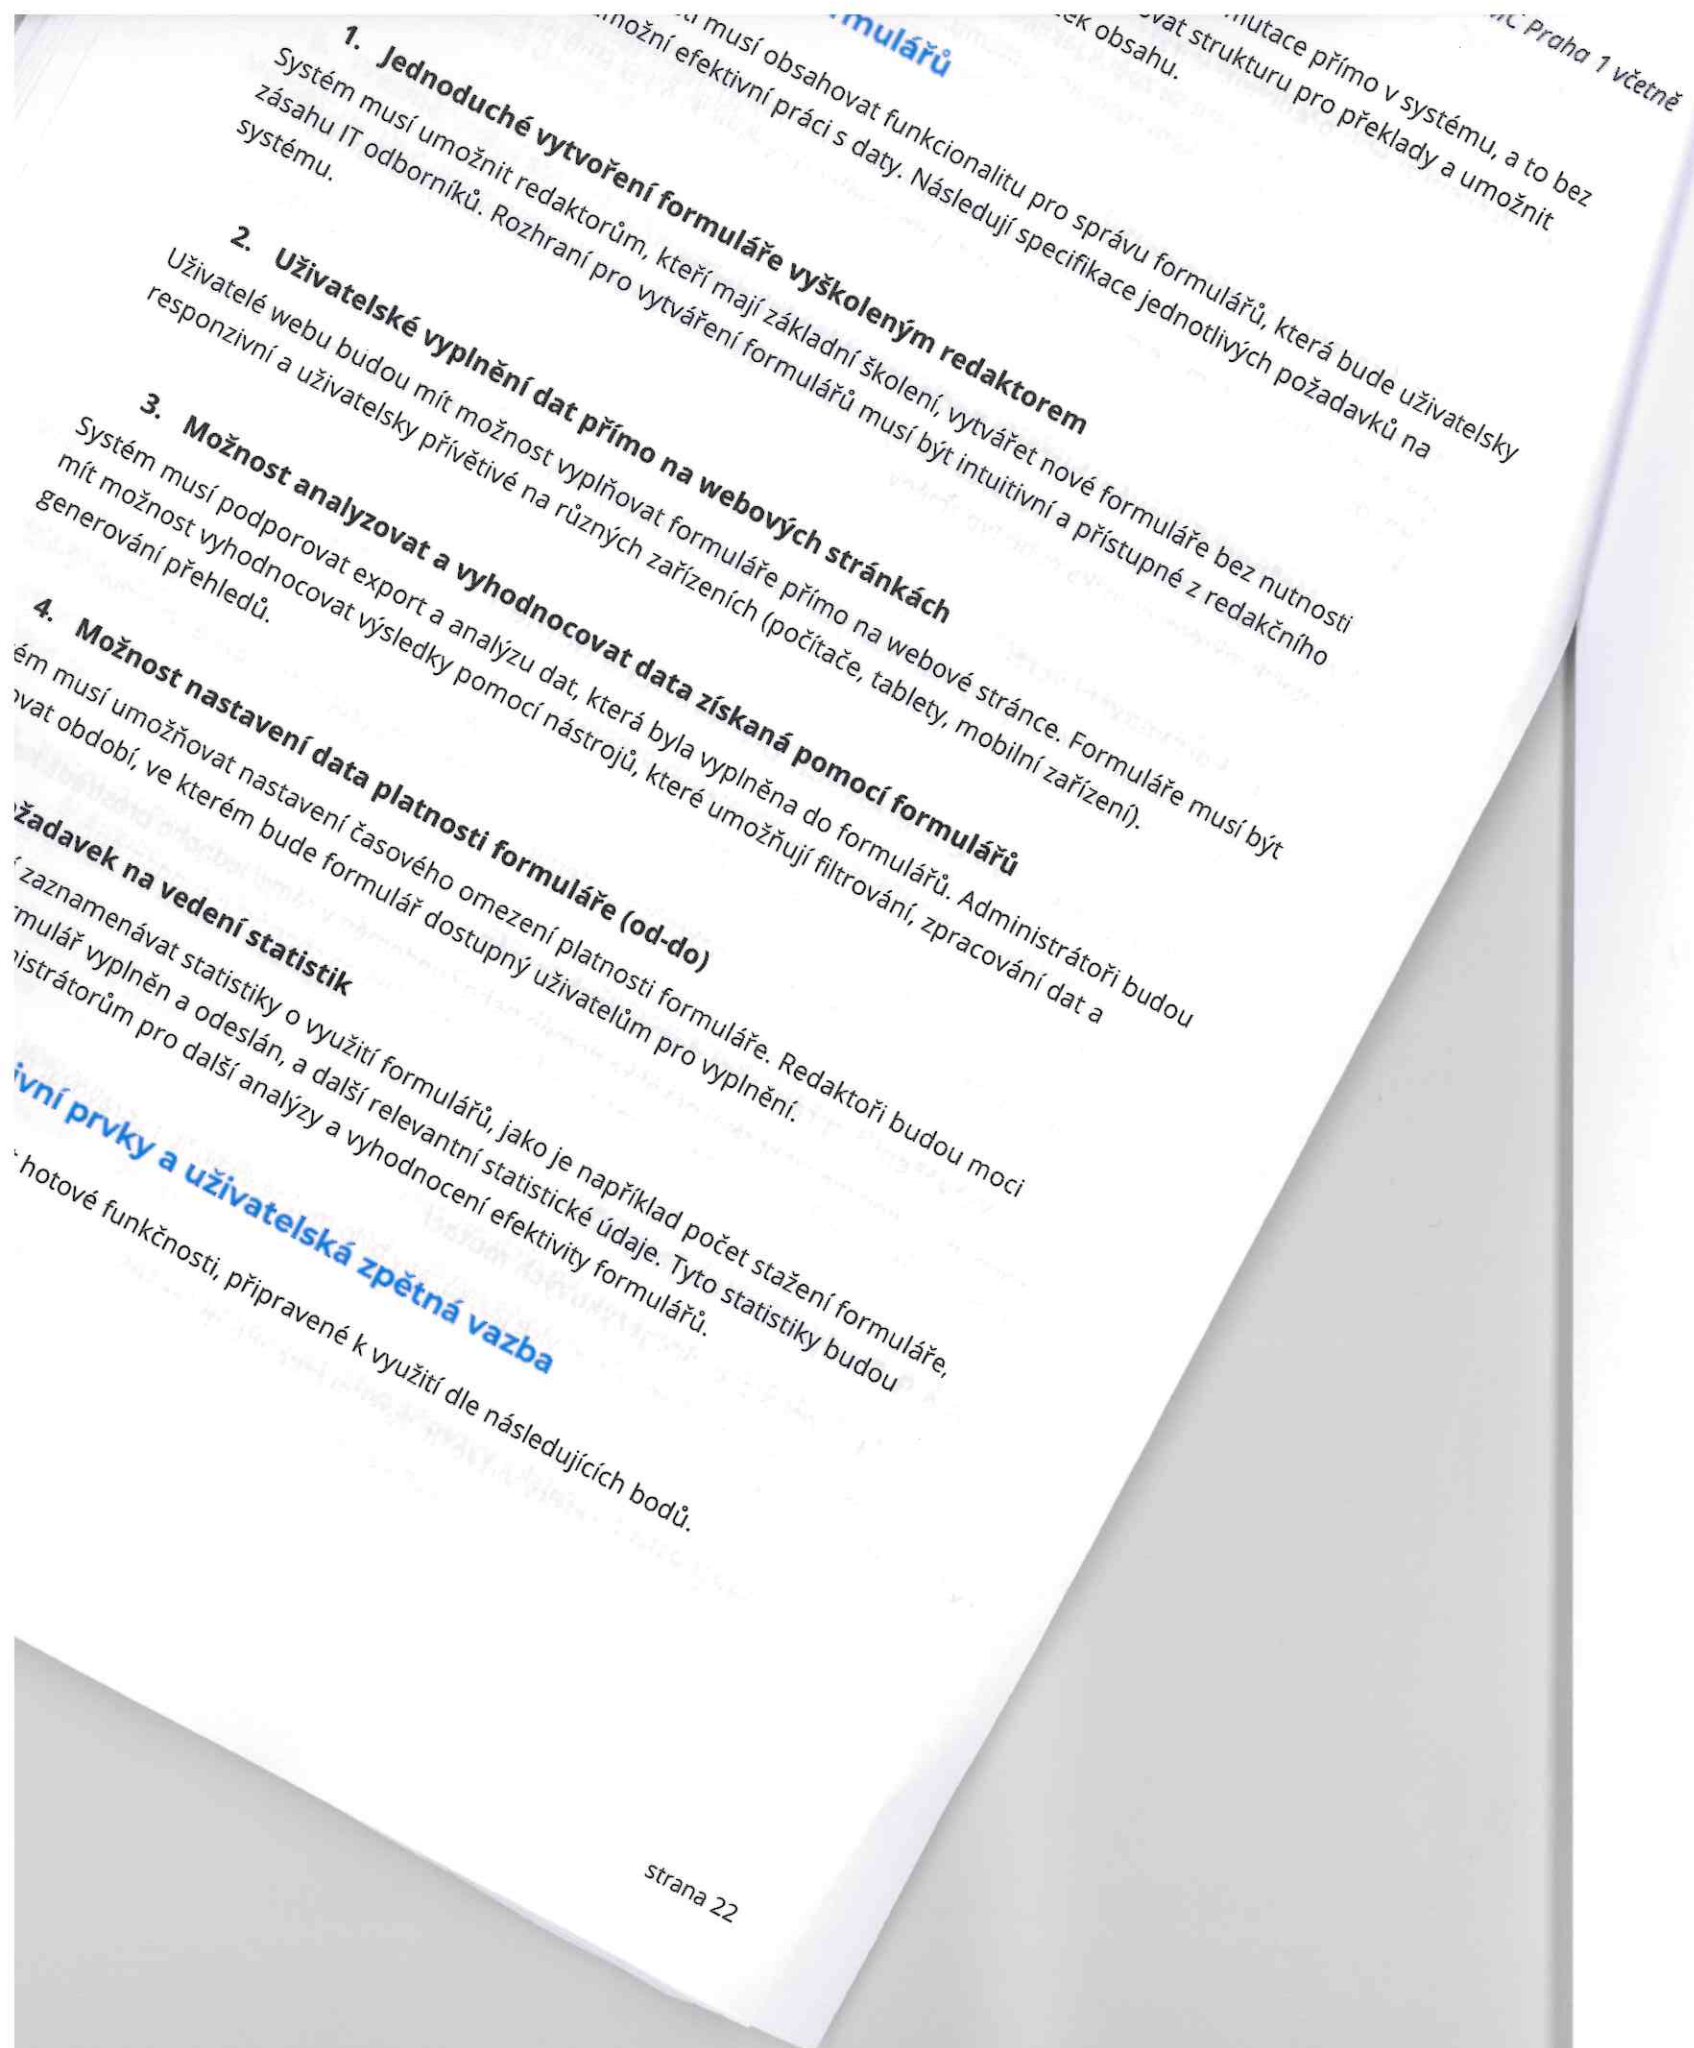 MČ Praha 1 včetně
mutace přímo v systému, a to bez
strukturu pro překlady a umožnit
obsahu.
musí obsahovat funkcionalitu pro správu formulářů, která bude uživatelsky
efektivní práci s daty. Následují specifikace jednotlivých požadavků na
1. Jednoduché vytvoření formuláře vyškoleným redaktorem
Systém musí umožnit redaktorům, kteří mají základní školení, vytvářet nové formuláře bez nutnosti
zásahu IT odborníků. Rozhraní pro vytváření formulářů musí být intuitivní a přístupné z redakčního
systému.
2. Uživatelské vyplnění dat přímo na webových stránkách
Uživatelé webu budou mít možnost vyplňovat formuláře přímo na webové stránce. Formuláře musí být
responzivní a uživatelsky přívětivé na různých zařízeních (počítače, tablety, mobilní zařízení).
3. Možnost analyzovat a vyhodnocovat data získaná pomocí formulářů
Systém musí podporovat export a analýzu dat, která byla vyplněna do formulářů. Administrátoři budou
mít možnost vyhodnocovat výsledky pomocí nástrojů, které umožňují filtrování, zpracování dat a
generování přehledů.
4. Možnost nastavení data platnosti formuláře (od-do)
musí umožňovat nastavení časového omezení platnosti formuláře. Redaktoři budou moci
období, ve kterém bude formulář dostupný uživatelům pro vyplnění.
na vedení statistik
zaznamenávat statistiky o využití formulářů, jako je například počet stažení formuláře,
vyplněn a odeslán, a další relevantní statistické údaje. Tyto statistiky budou
pro další analýzy a vyhodnocení efektivity formulářů.
prvky a uživatelská zpětná vazba
hotové funkčnosti, připravené k využití dle následujících bodů.
strana 22